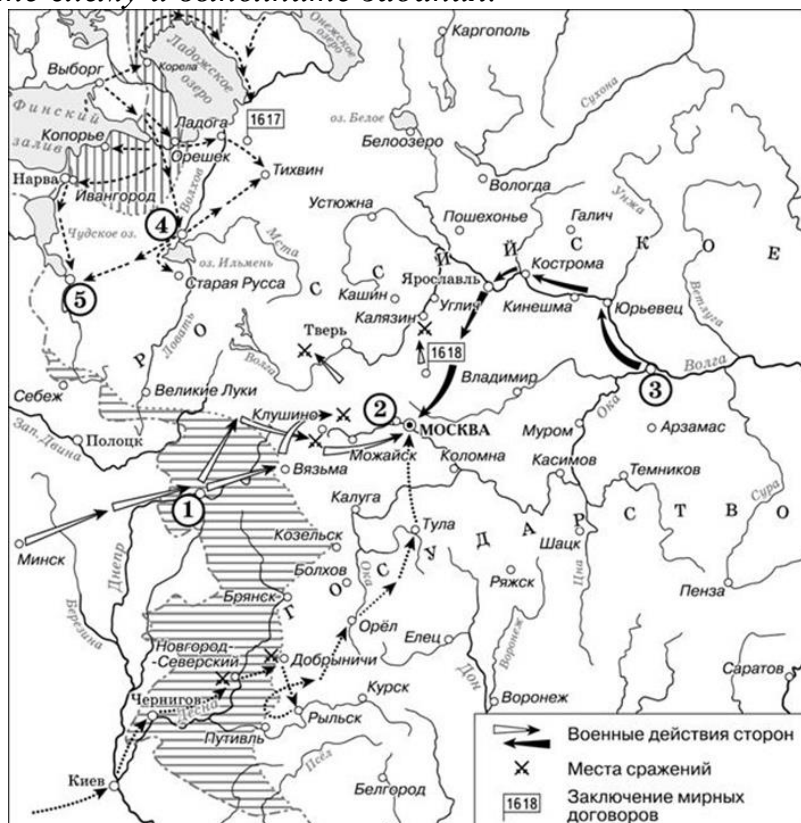 те схему и выполните задания.
Каргополь
Онежское озеро
Ладожское озеро
Корела
Выборг
Финский залив
Ладога
1617
Копорье
Орешек
Нарва
Ивангород
Волхов
Тихвин
оз. Белое
Белоозеро
Сухона
Вологда
Устюжна
Пошехонье
Галич
Унжа
4
Чудское оз.
Мста
оз. Ильмень
Старая Русса
5
Р О С С И Й С К О Е
Ярославль
Кострома
Кашин
Углич
Кинешма
Юрьевец
Ветлуга
Калязин
Тверь
Волга
1618
Ловать
Владимир
Волга
3
Себеж
Великие Луки
Клушино
2
МОСКВА
Ока
Арзамас
Муром
Зап. Двина
Полоцк
Можайск
Вязьма
Коломна
Касимов
Темников
1
Калуга
Сура
Минск
Днепр
Козельск
Тула
Г О С У Д А Р С Т В О
Шацк
Цна
Болхов
Ока
Ряжск
Пенза
Березина
Брянск
Орёл
Елец
Воронеж
Дон
Новгород-
-Северский
Добрыничи
Саратов
Чернигов
Десна
Курск
Воронеж
Рыльск
Путивль
Киев
Псёл
Белгород
Военные действия сторон
Места сражений
1618
Заключение мирных
договоров